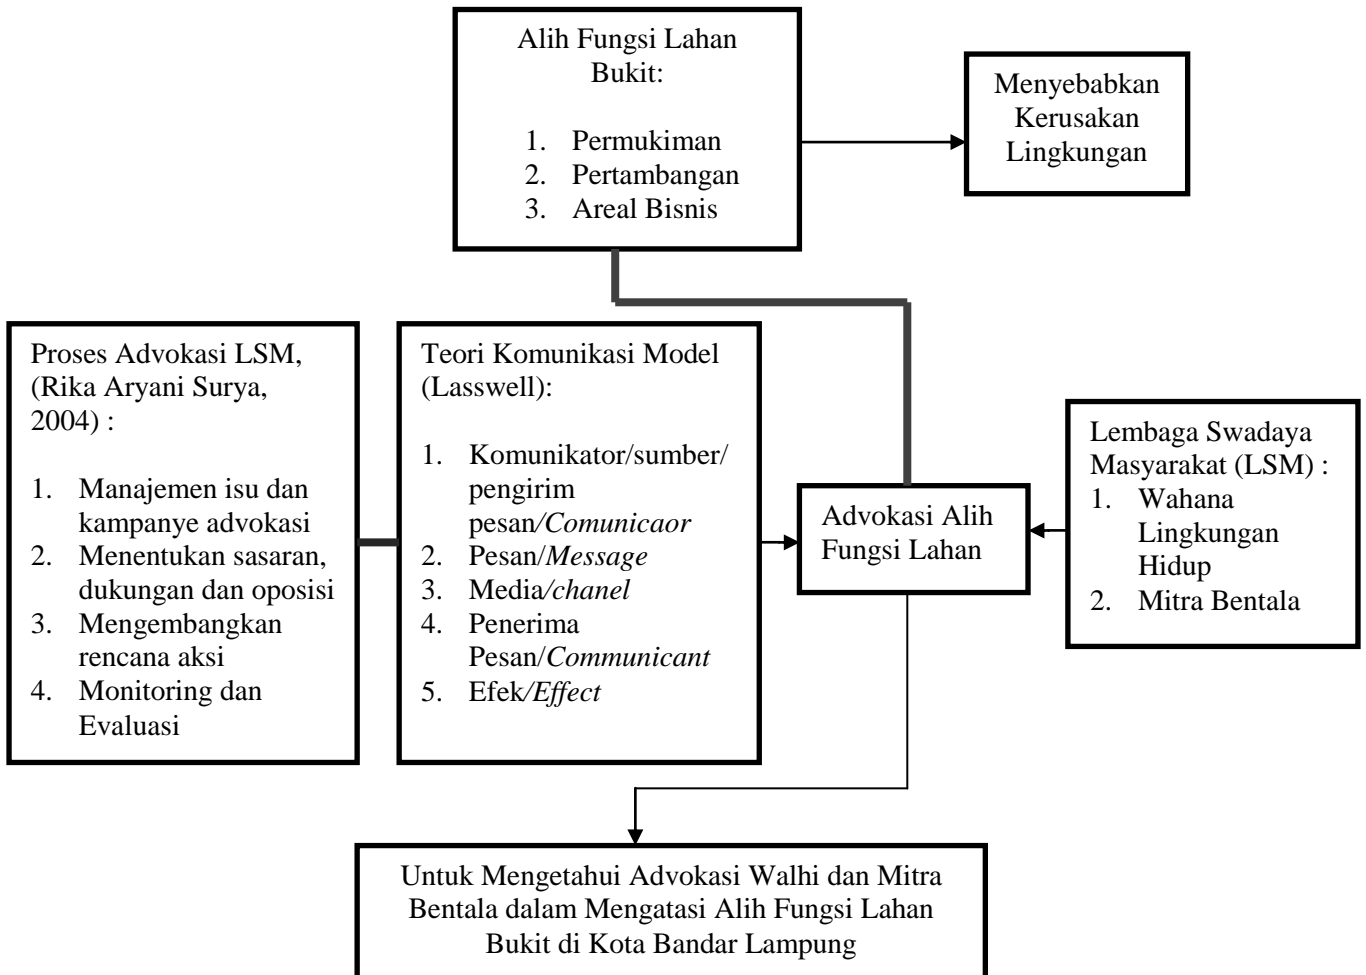 Alih Fungsi Lahan
Bukit:
1. Permukiman
2. Pertambangan
3. Areal Bisnis
Menyebabkan
Kerusakan
Lingkungan
Proses Advokasi LSM,
(Rika Aryani Surya,
2004) :
1. Manajemen isu dan
kampanye advokasi
2. Menentukan sasaran,
dukungan dan oposisi
3. Mengembangkan
rencana aksi
4. Monitoring dan
Evaluasi
Teori Komunikasi Model
(Lasswell):
1. Komunikator/sumber/
pengirim
pesan/Comunicaor
2. Pesan/Message
3. Media/chanel
4. Penerima
Pesan/Communicant
5. Efek/Effect
Advokasi Alih
Fungsi Lahan
Lembaga Swadaya
Masyarakat (LSM) :
1. Wahana
Lingkungan
Hidup
2. Mitra Bentala
Untuk Mengetahui Advokasi Walhi dan Mitra
Bentala dalam Mengatasi Alih Fungsi Lahan
Bukit di Kota Bandar Lampung